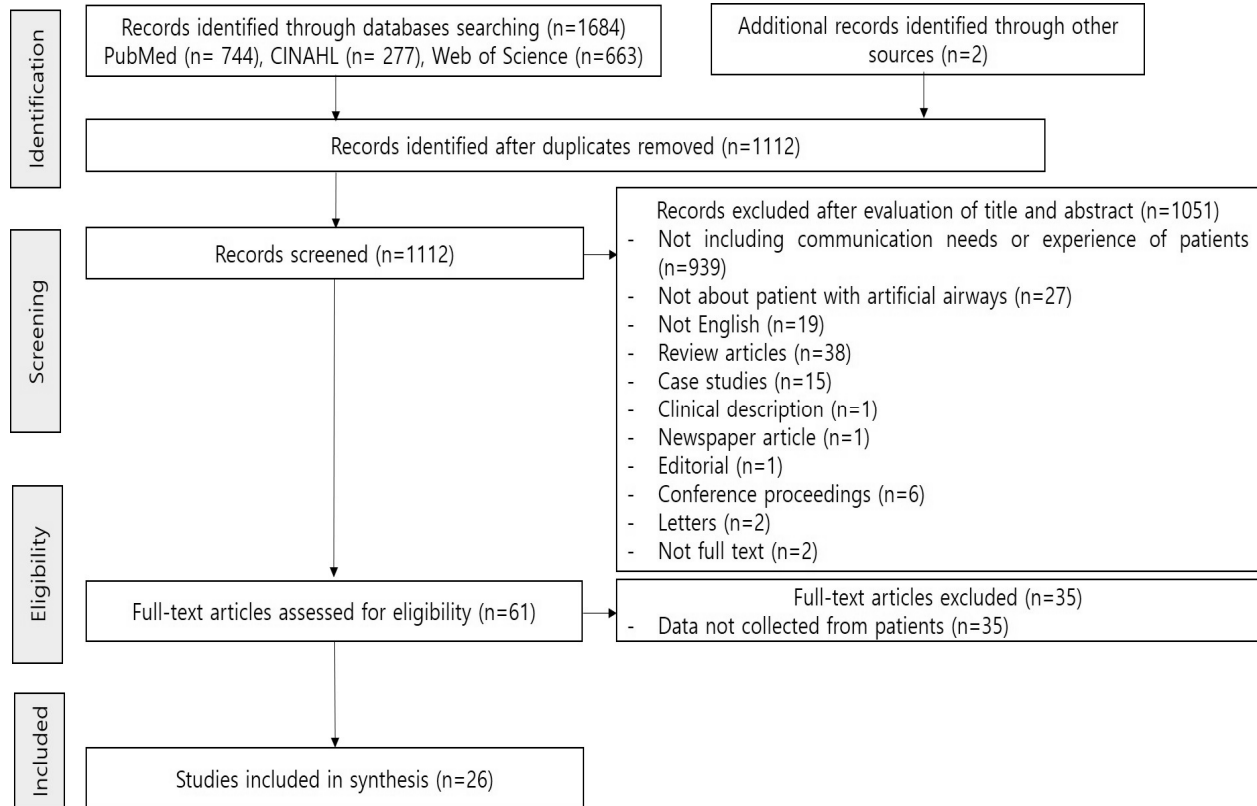 Identification
Records identified through databases searching (n=1684)
PubMed (n= 744), CINAHL (n= 277), Web of Science (n=663)
Additional records identified through other
sources (n=2)
Records identified after duplicates removed (n=1112)
Screening
Records screened (n=1112)
Records excluded after evaluation of title and abstract (n=1051)
- Not including communication needs or experience of patients
(n=939)
- Not about patient with artificial airways (n=27)
- Not English (n=19)
- Review articles (n=38)
- Case studies (n=15)
- Clinical description (n=1)
- Newspaper article (n=1)
- Editorial (n=1)
- Conference proceedings (n=6)
- Letters (n=2)
- Not full text (n=2)
Eligibility
Full-text articles assessed for eligibility (n=61)
Full-text articles excluded (n=35)
- Data not collected from patients (n=35)
Included
Studies included in synthesis (n=26)